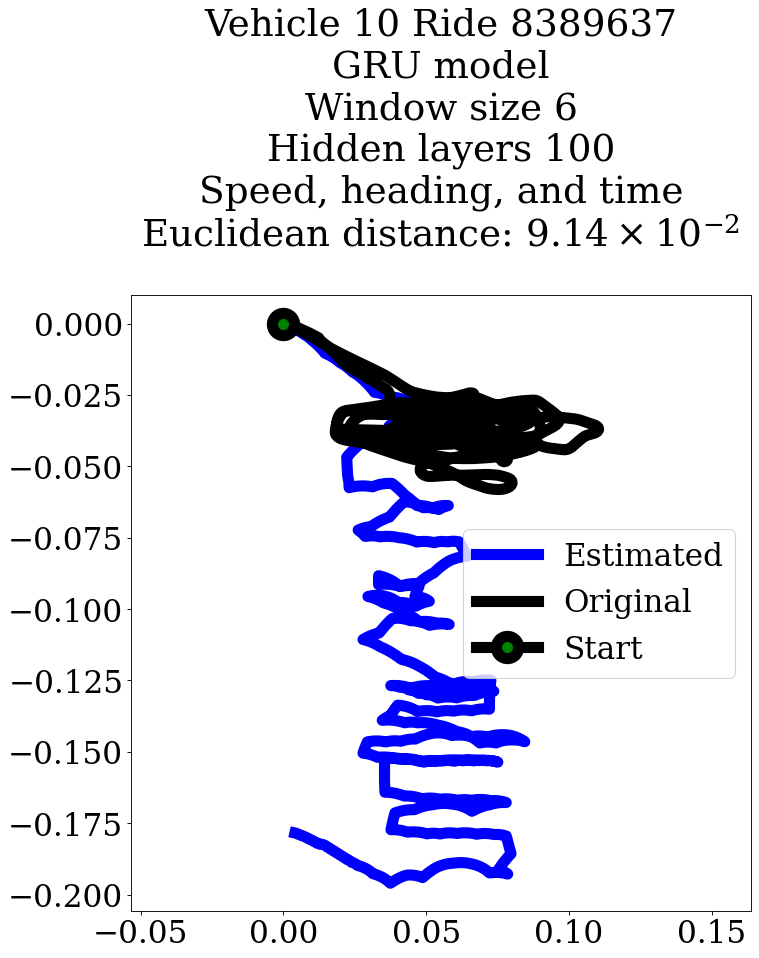 Vehicle 10 Ride 8389637
GRU model
Window size 6
Hidden layers 100
Speed, heading, and time
Euclidean distance: 9.14 × 10⁻²
0.000
−0.025
−0.050
−0.075
−0.100
−0.125
−0.150
−0.175
−0.200
Estimated
Original
Start
−0.05 0.00 0.05 0.10 0.15